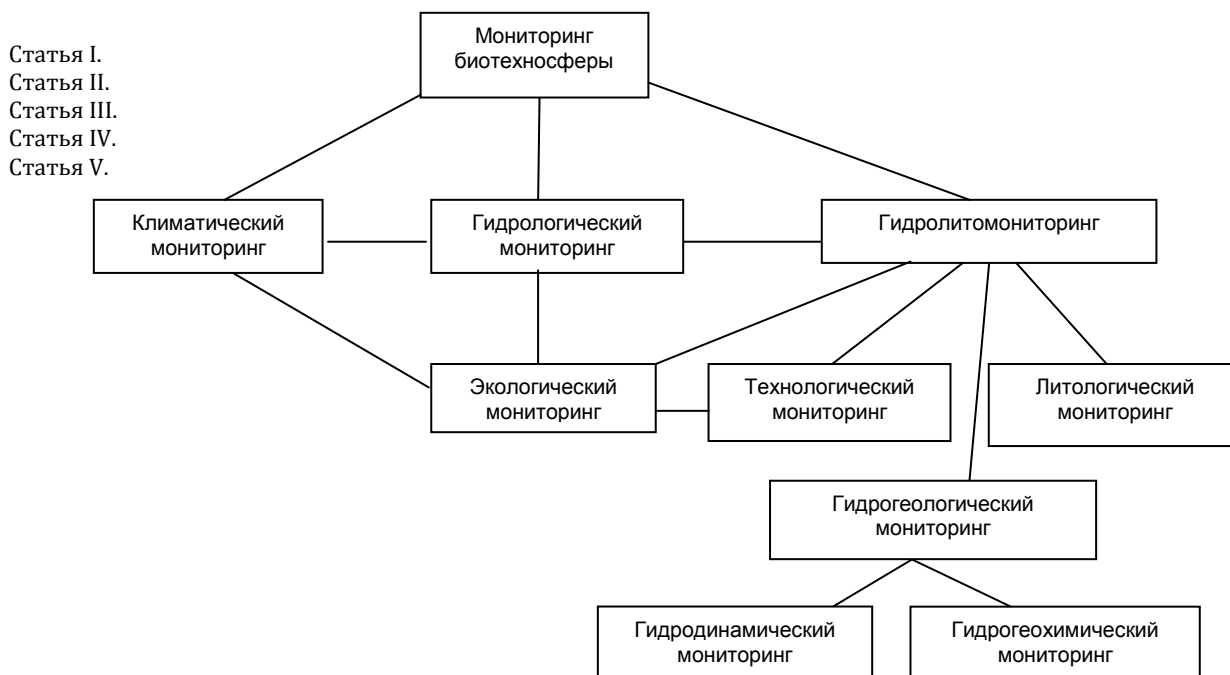 Мониторинг
биотехносферы
Статья I.
Статья II.
Статья III.
Статья IV.
Статья V.
Климатический
мониторинг
Гидрологический
мониторинг
Гидролитомониторинг
Экологический
мониторинг
Технологический
мониторинг
Литологический
мониторинг
Гидрогеологический
мониторинг
Гидродинамический
мониторинг
Гидрогеохимический
мониторинг